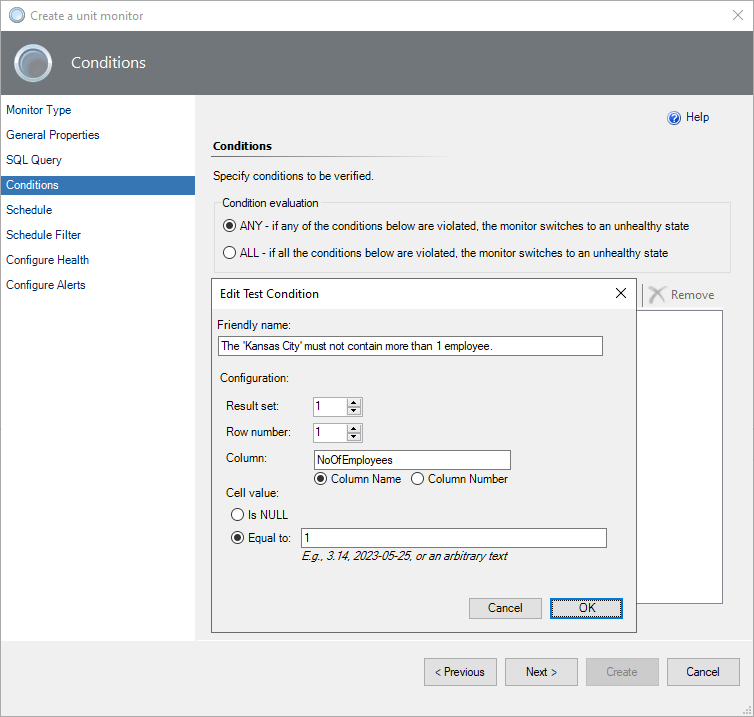 Create a unit monitor
Conditions
Monitor Type
General Properties
SQL Query
Conditions
Schedule
Schedule Filter
Configure Health
Configure Alerts
Help
Conditions
Specify conditions to be verified.
Condition evaluation
ANY - if any of the conditions below are violated, the monitor switches to an unhealthy state
ALL - if all the conditions below are violated, the monitor switches to an unhealthy state
Remove
Edit Test Condition
Friendly name:
The 'Kansas City' must not contain more than 1 employee.
Configuration:
Result set: 1
Row number: 1
Column: NoOfEmployees
Column Name Column Number
Cell value:
Is NULL
Equal to: 1
E.g., 3.14, 2023-05-25, or an arbitrary text
Cancel OK
< Previous Next > Create Cancel